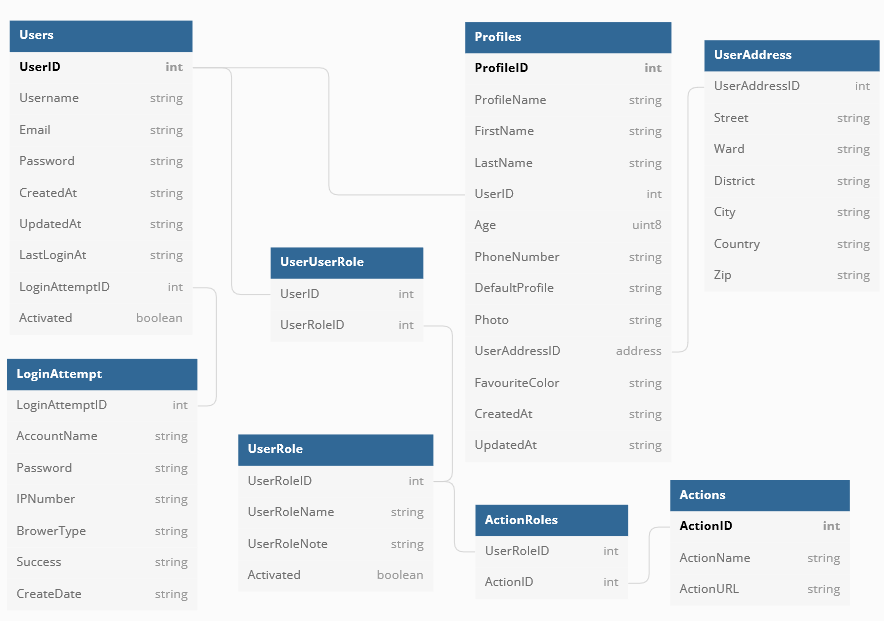 Users
UserID int
Username string
Email string
Password string
CreatedAt string
UpdatedAt string
LastLoginAt string
LoginAttemptID int
Activated boolean
LoginAttempt
LoginAttemptID int
AccountName string
Password string
IPNumber string
BrowerType string
Success string
CreateDate string
UserUserRole
UserID int
UserRoleID int
UserRole
UserRoleID int
UserRoleName string
UserRoleNote string
Activated boolean
Profiles
ProfileID int
ProfileName string
FirstName string
LastName string
UserID int
Age uint8
PhoneNumber string
DefaultProfile string
Photo string
UserAddressID address
FavouriteColor string
CreatedAt string
UpdatedAt string
ActionRoles
UserRoleID int
ActionID int
UserAddress
UserAddressID int
Street string
Ward string
District string
City string
Country string
Zip string
Actions
ActionID int
ActionName string
ActionURL string